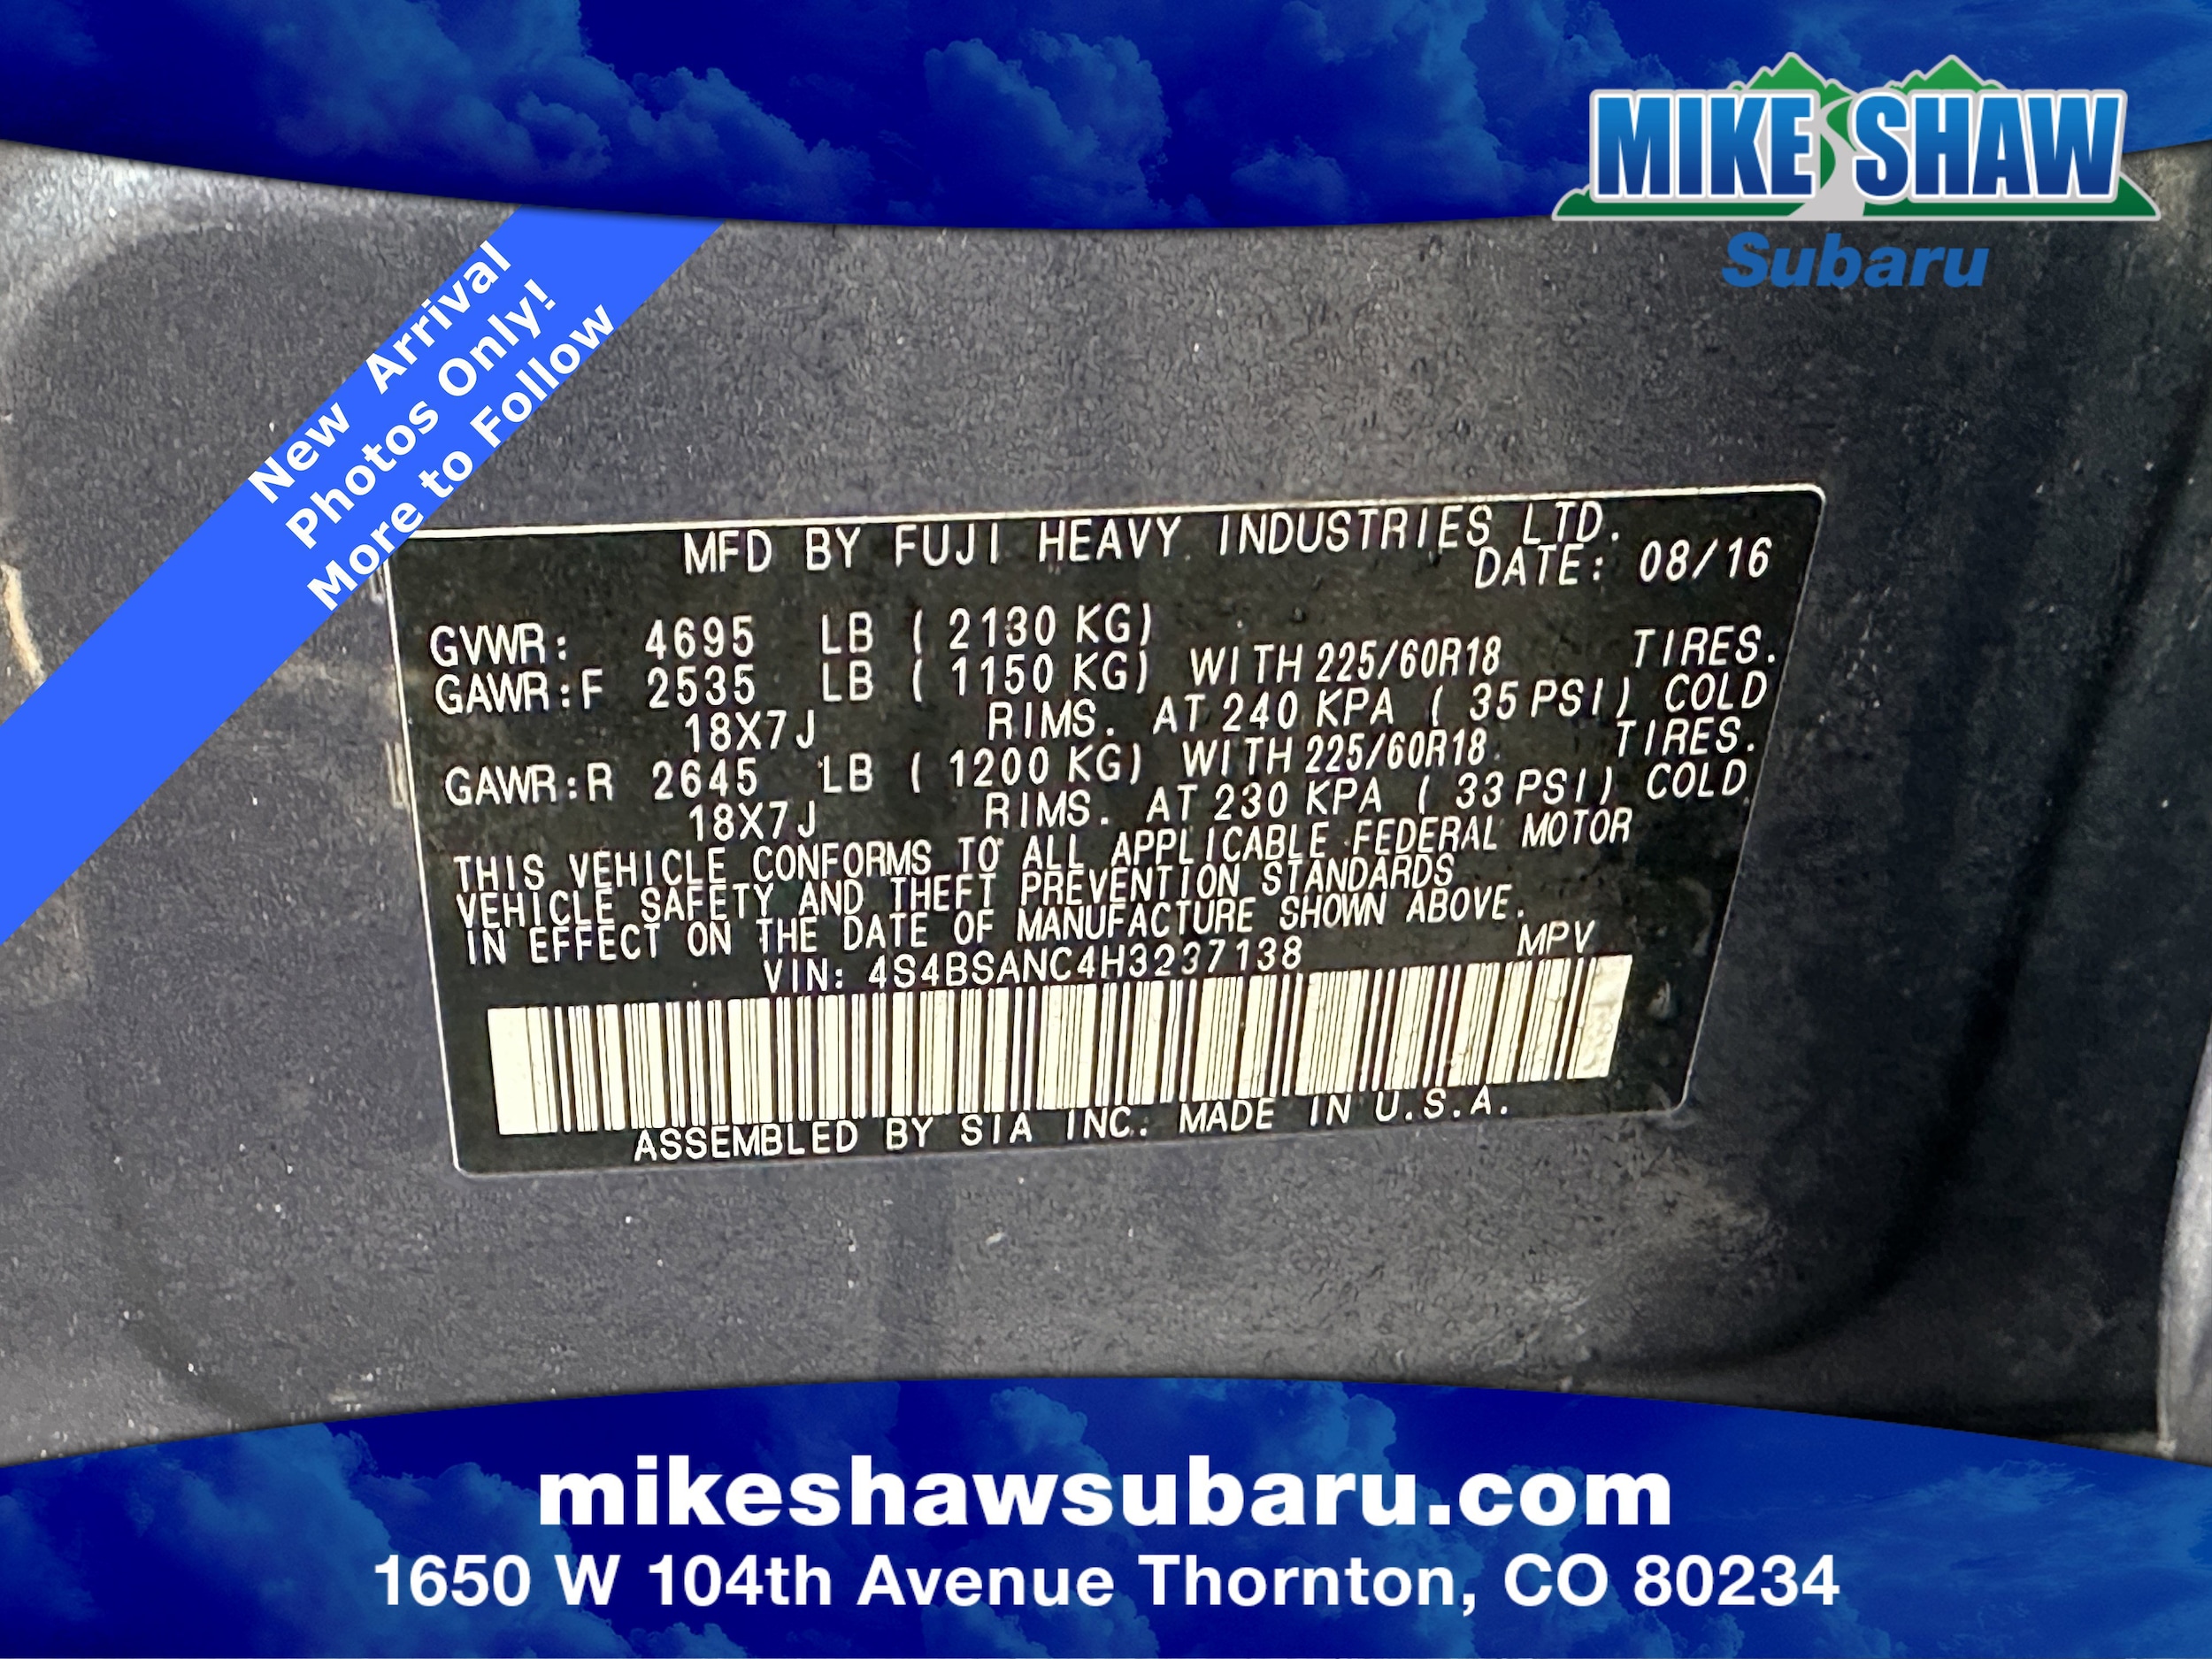 MIKE SHAW
Subaru
New Arrival
Photos Only!
More to Follow
MFD BY FUJI HEAVY INDUSTRIES LTD.
DATE: 08/16
GVWR: 4695 LB ( 2130 KG)
GAWR:F 2535 LB ( 1150 KG) WITH 225/60R18 TIRES.
18X7J RIMS. AT 240 KPA ( 35 PSI) COLD
GAWR:R 2645 LB ( 1200 KG) WITH 225/60R18 TIRES.
18X7J RIMS. AT 230 KPA ( 33 PSI) COLD
THIS VEHICLE CONFORMS TO ALL APPLICABLE FEDERAL MOTOR
VEHICLE SAFETY AND THEFT PREVENTION STANDARDS
IN EFFECT ON THE DATE OF MANUFACTURE SHOWN ABOVE.
VIN: 4S4BSANC4H3237138 MPV
ASSEMBLED BY SIA INC. MADE IN U.S.A.
mikeshawsubaru.com
1650 W 104th Avenue Thornton, CO 80234